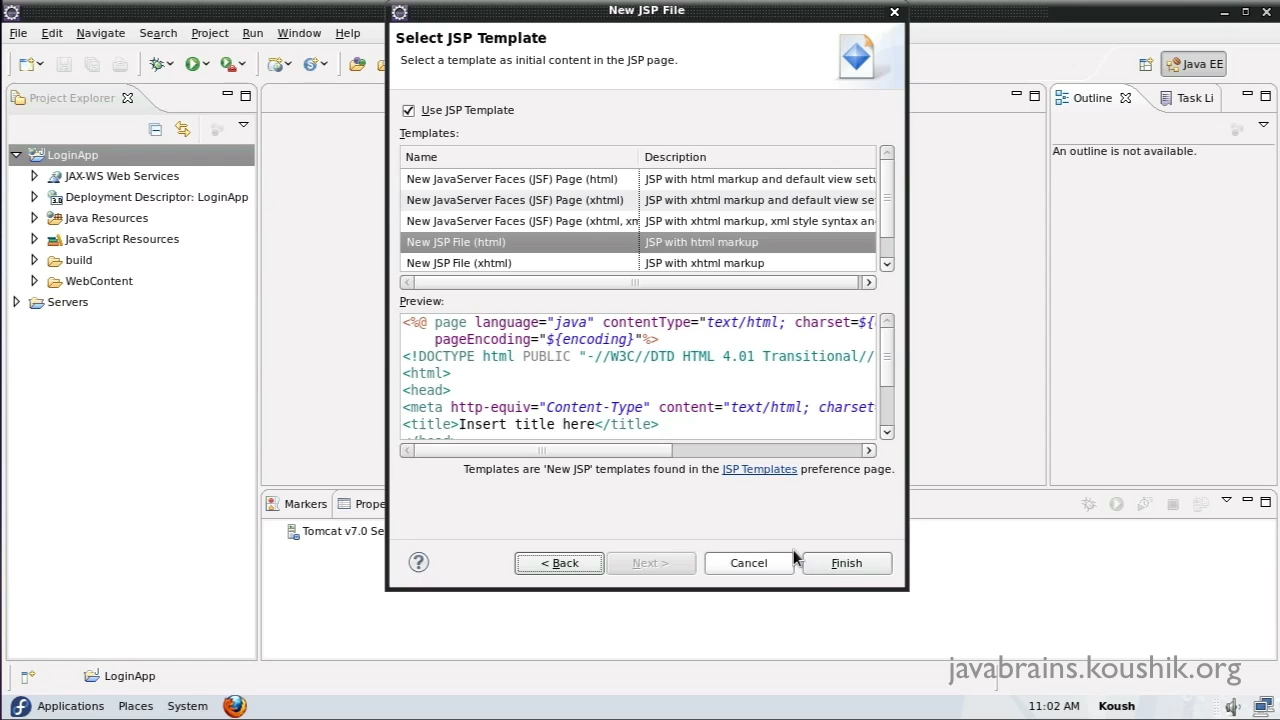 New JSP File
File Edit Navigate Search Project Run Window Help
Select JSP Template
Select a template as initial content in the JSP page.
Java EE
Project Explorer
Outline
Task Li
An outline is not available.
LoginApp
JAX-WS Web Services
Deployment Descriptor: LoginApp
Java Resources
JavaScript Resources
build
WebContent
Servers
Use JSP Template
Templates:
Name Description
New JavaServer Faces (JSF) Page (html) JSP with html markup and default view setu
New JavaServer Faces (JSF) Page (xhtml) JSP with xhtml markup and default view se
New JavaServer Faces (JSF) Page (xhtml, xm JSP with xhtml markup, xml style syntax an
New JSP File (html) JSP with html markup
New JSP File (xhtml) JSP with xhtml markup
Preview:
<%@ page language="java" contentType="text/html; charset=${
pageEncoding="${encoding}"%>
<!DOCTYPE html PUBLIC "-//W3C//DTD HTML 4.01 Transitional//
<html>
<head>
<meta http-equiv="Content-Type" content="text/html; charset
<title>Insert title here</title>
Templates are 'New JSP' templates found in the JSP Templates preference page.
Markers
Prope
Tomcat v7.0 Se
?
< Back Next > Cancel Finish
LoginApp
javabrains.koushik.org
Applications Places System
11:02 AM Koush